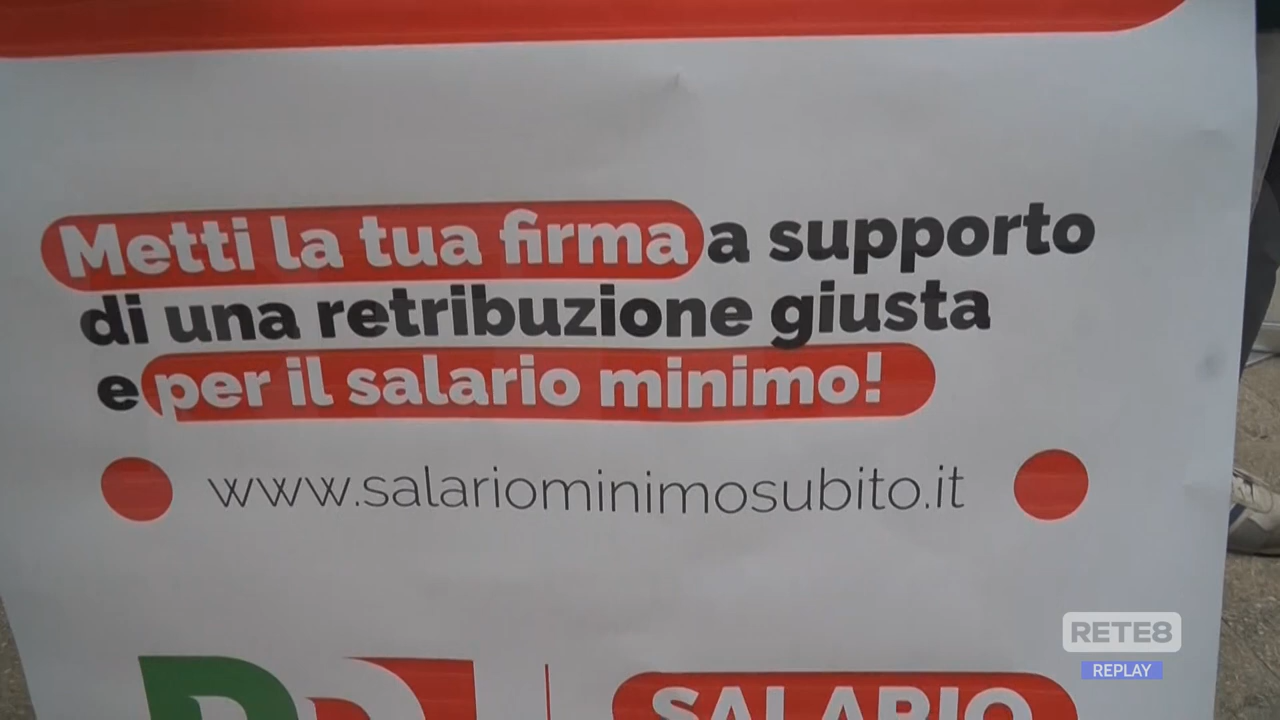 Metti la tua firma a supporto
di una retribuzione giusta
e per il salario minimo!
www.salariominimosubito.it
RETE8
REPLAY
PD
SALARIO